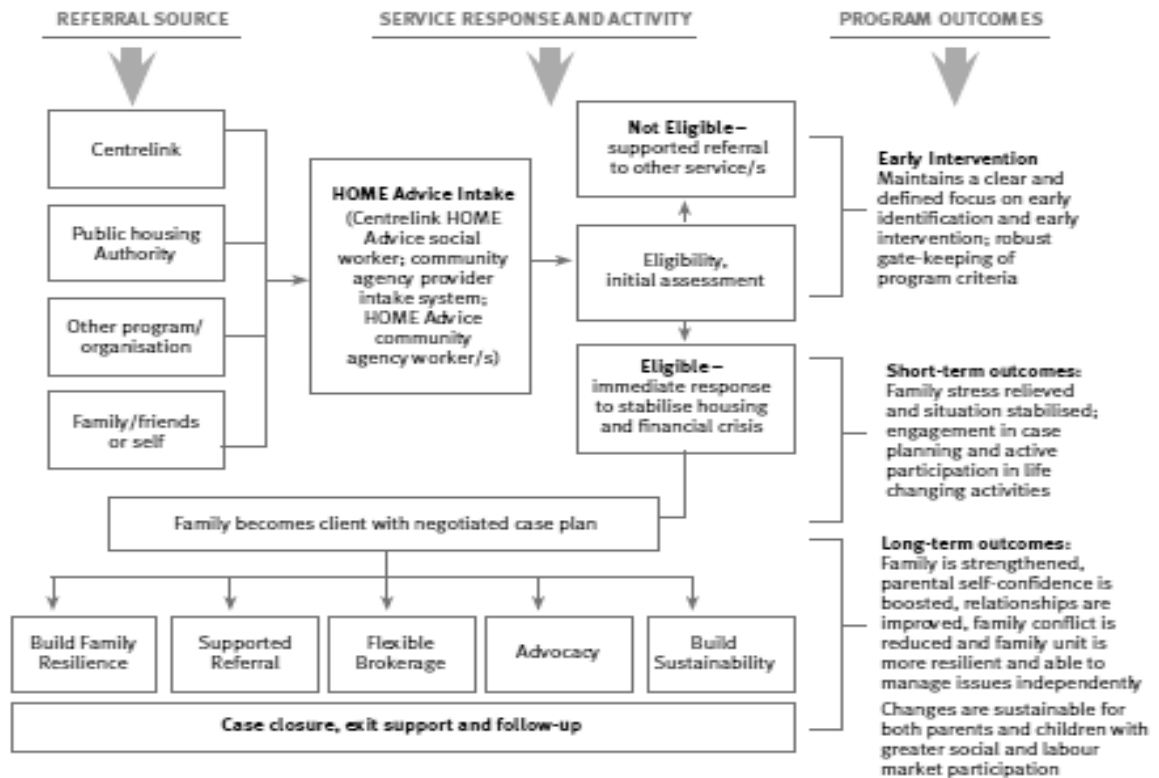 REFERRAL SOURCE
SERVICE RESPONSE AND ACTIVITY
PROGRAM OUTCOMES
Centrelink
Public housing
Authority
Other program/
organisation
Family/friends
or self
HOME Advice Intake
(Centrelink HOME
Advice social
worker; community
agency provider
intake system;
HOME Advice
community
agency worker/s)
Not Eligible–
supported referral
to other service/s
Eligibility,
initial assessment
Eligible–
immediate response
to stabilise housing
and financial crisis
Early Intervention
Maintains a clear and
defined focus on early
identification and early
intervention; robust
gate-keeping of
program criteria
Short-term outcomes:
Family stress relieved
and situation stabilised;
engagement in case
planning and active
participation in life
changing activities
Family becomes client with negotiated case plan
Build Family
Resilience
Supported
Referral
Flexible
Brokerage
Advocacy
Build
Sustainability
Case closure, exit support and follow-up
Long-term outcomes:
Family is strengthened,
parental self-confidence is
boosted, relationships are
improved, family conflict is
reduced and family unit is
more resilient and able to
manage issues independently
Changes are sustainable for
both parents and children with
greater social and labour
market participation